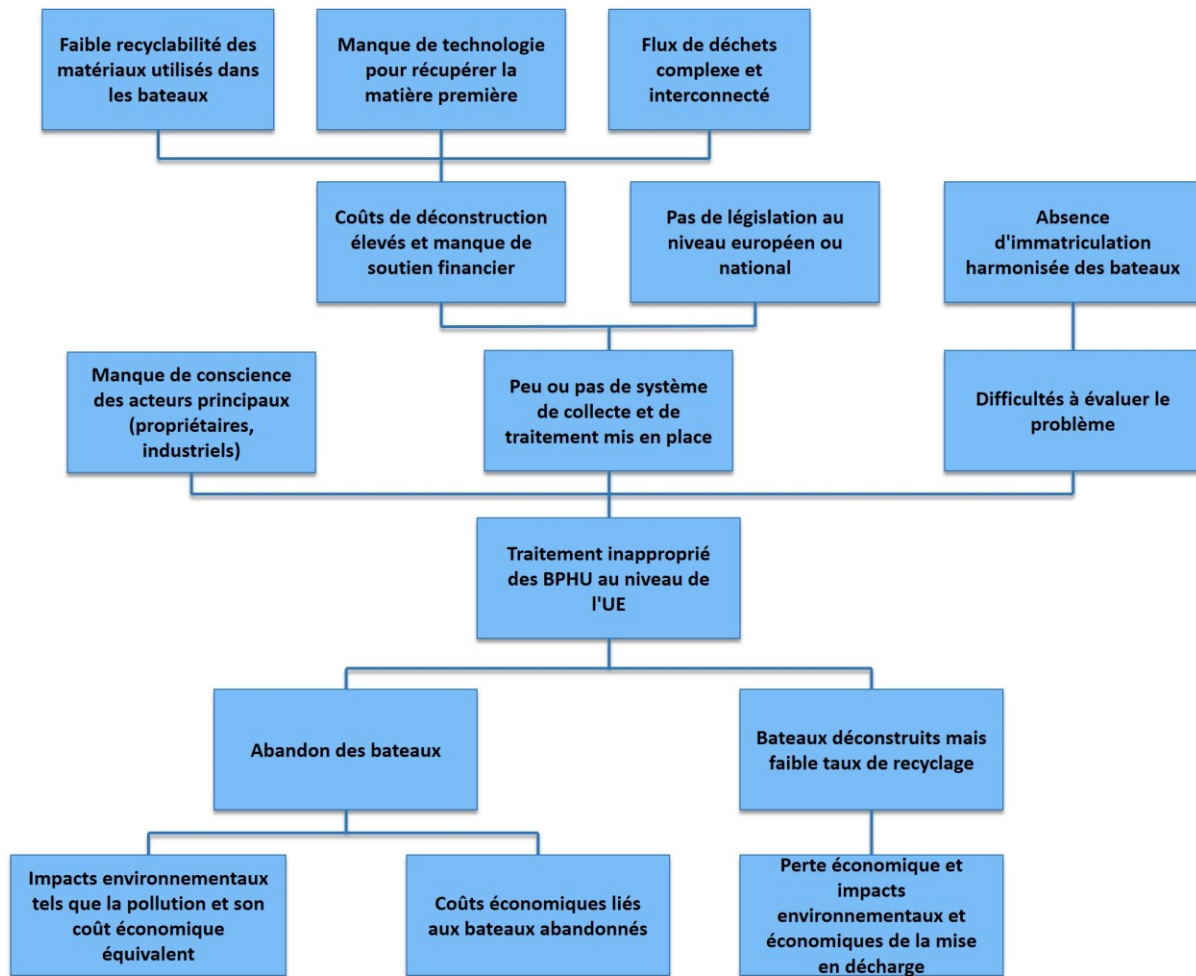 Faible recyclabilité des
matériaux utilisés dans
les bateaux
Manque de technologie
pour récupérer la
matière première
Flux de déchets
complexe et
interconnecté
Coûts de déconstruction
élevés et manque de
soutien financier
Pas de législation au
niveau européen ou
national
Absence
d'immatriculation
harmonisée des bateaux
Manque de conscience
des acteurs principaux
(propriétaires,
industriels)
Peu ou pas de système
de collecte et de
traitement mis en place
Difficultés à évaluer le
problème
Traitement inapproprié
des BPHU au niveau de
l'UE
Abandon des bateaux
Bateaux déconstruits mais
faible taux de recyclage
Impacts environnementaux
tels que la pollution et son
coût économique
équivalent
Coûts économiques liés
aux bateaux abandonnés
Perte économique et
impacts
environnementaux et
économiques de la mise
en décharge